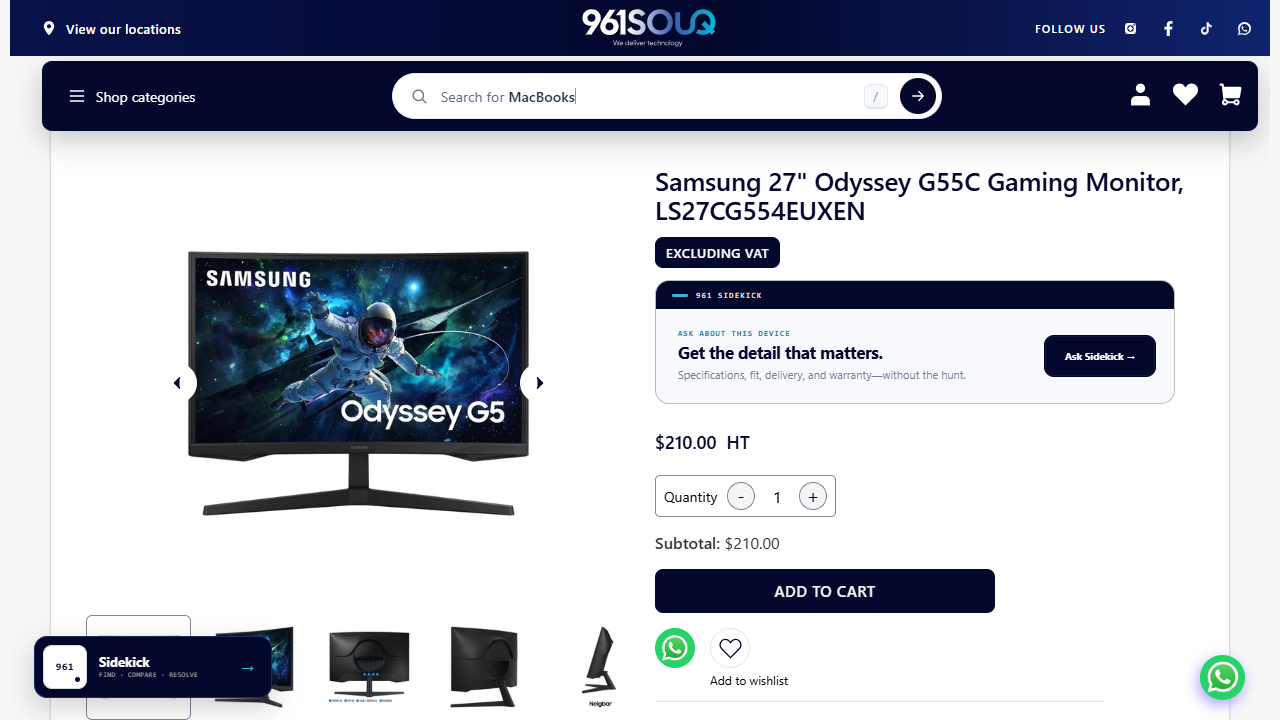 View our locations
961SOUQ
We deliver technology
FOLLOW US
Shop categories
Search for MacBooks
/
Samsung 27" Odyssey G55C Gaming Monitor,
LS27CG554EUXEN
EXCLUDING VAT
961 SIDEKICK
ASK ABOUT THIS DEVICE
Get the detail that matters.
Specifications, fit, delivery, and warranty—without the hunt.
Ask Sidekick →
SAMSUNG
Odyssey G5
SAMSUNG
$210.00 HT
Quantity - 1 +
Subtotal: $210.00
ADD TO CART
Add to wishlist
961
Sidekick →
FIND · COMPARE · RESOLVE